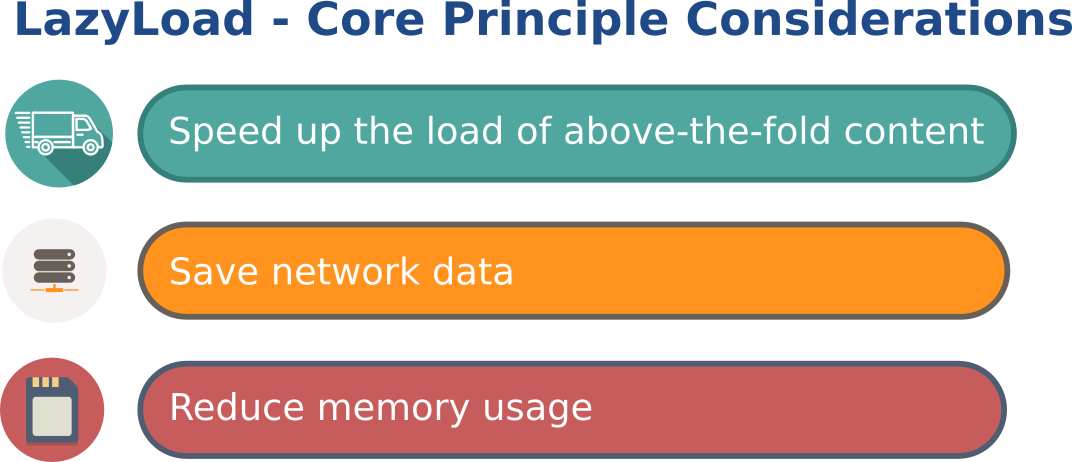 LazyLoad - Core Principle Considerations
Speed up the load of above-the-fold content
Save network data
Reduce memory usage